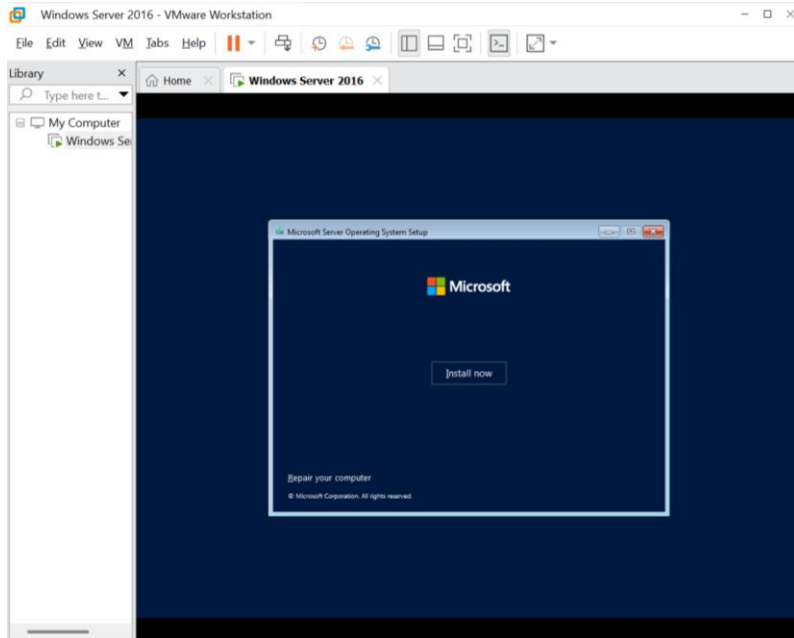 Windows Server 2016 - VMware Workstation
File Edit View VM Tabs Help
Library
Home
Windows Server 2016
Type here t...
My Computer
Windows Se
Microsoft Server Operating System Setup
Microsoft
Install now
Repair your computer
© Microsoft Corporation. All rights reserved.